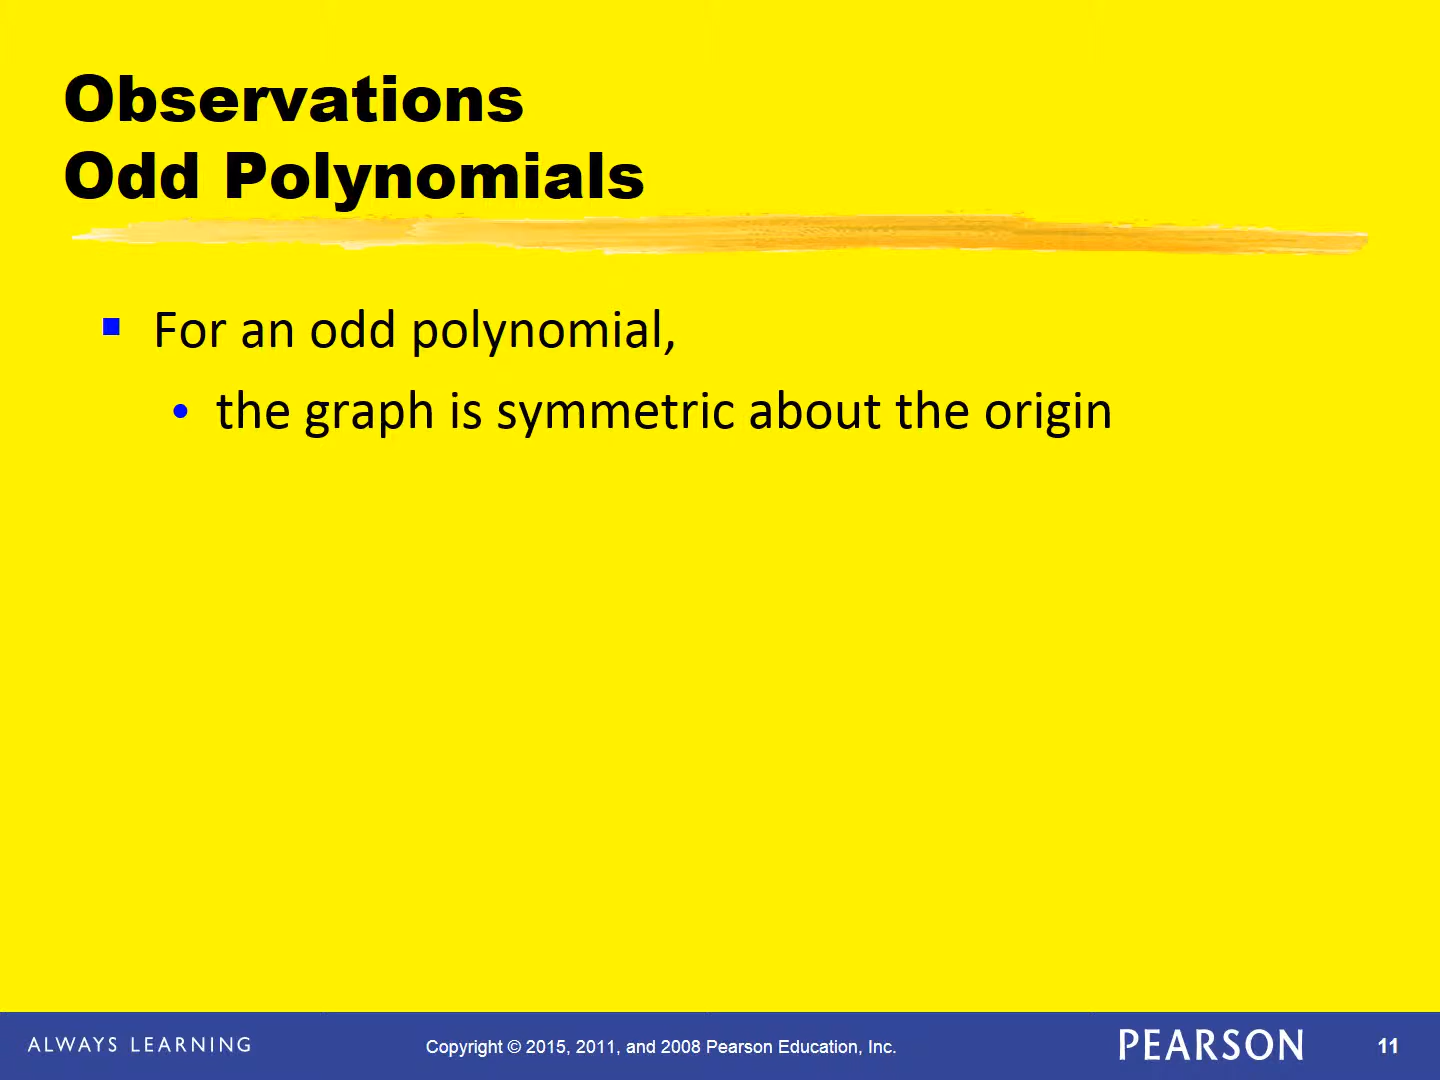 Observations
Odd Polynomials
For an odd polynomial,
the graph is symmetric about the origin
ALWAYS LEARNING
Copyright © 2015, 2011, and 2008 Pearson Education, Inc.
PEARSON
11